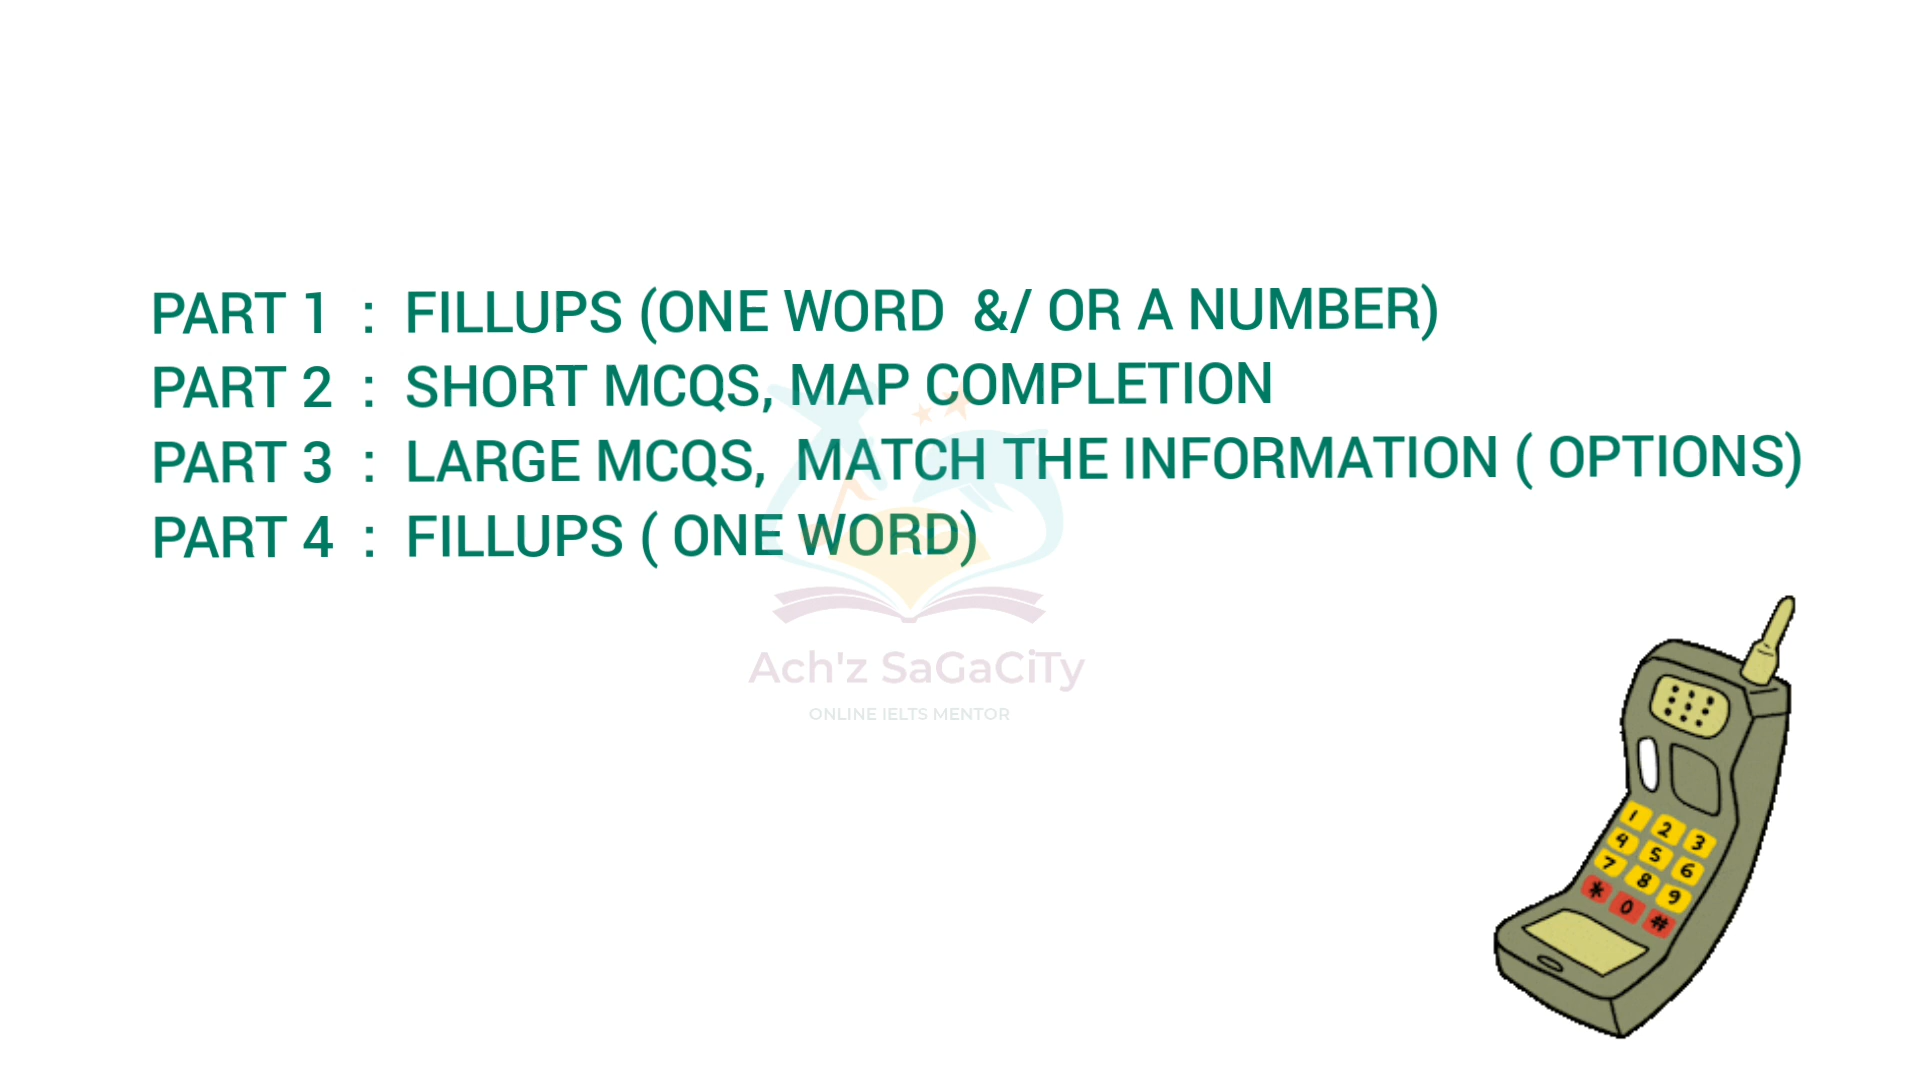 PART 1 : FILLUPS (ONE WORD &/ OR A NUMBER)
PART 2 : SHORT MCQS, MAP COMPLETION
PART 3 : LARGE MCQS, MATCH THE INFORMATION ( OPTIONS)
PART 4 : FILLUPS ( ONE WORD)
Ach'z SaGaCiTy
ONLINE IELTS MENTOR
1 2 3
4 5 6
7 8 9
* 0 #